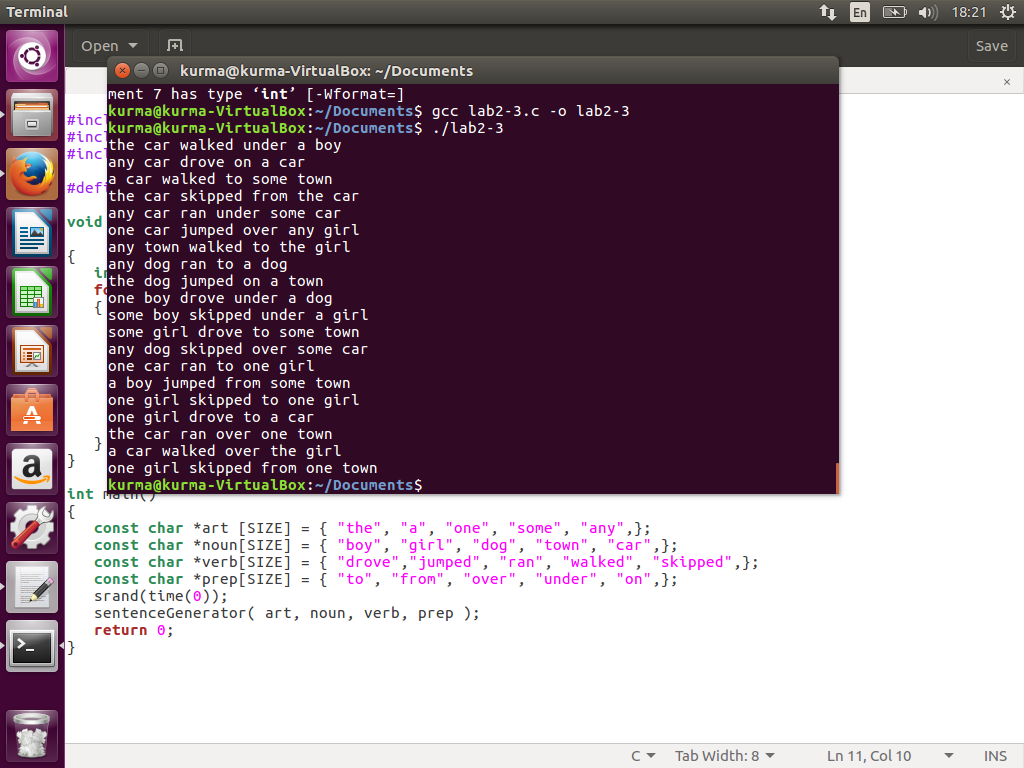 Terminal
En
18:21
Open
Save
kurma@kurma-VirtualBox: ~/Documents
ment 7 has type ‘int’ [-Wformat=]
kurma@kurma-VirtualBox:~/Documents$ gcc lab2-3.c -o lab2-3
kurma@kurma-VirtualBox:~/Documents$ ./lab2-3
the car walked under a boy
any car drove on a car
a car walked to some town
the car skipped from the car
any car ran under some car
one car jumped over any girl
any town walked to the girl
any dog ran to a dog
the dog jumped on a town
one boy drove under a dog
some boy skipped under a girl
some girl drove to some town
any dog skipped over some car
one car ran to one girl
a boy jumped from some town
one girl skipped to one girl
one girl drove to a car
the car ran over one town
a car walked over the girl
one girl skipped from one town
kurma@kurma-VirtualBox:~/Documents$
#incl
#incl
#incl
#defi
void
{
in
fo
{
}
}
int main()
{
const char *art [SIZE] = { "the", "a", "one", "some", "any",};
const char *noun[SIZE] = { "boy", "girl", "dog", "town", "car",};
const char *verb[SIZE] = { "drove","jumped", "ran", "walked", "skipped",};
const char *prep[SIZE] = { "to", "from", "over", "under", "on",};
srand(time(0));
sentenceGenerator( art, noun, verb, prep );
return 0;
}
C
Tab Width: 8
Ln 11, Col 10
INS